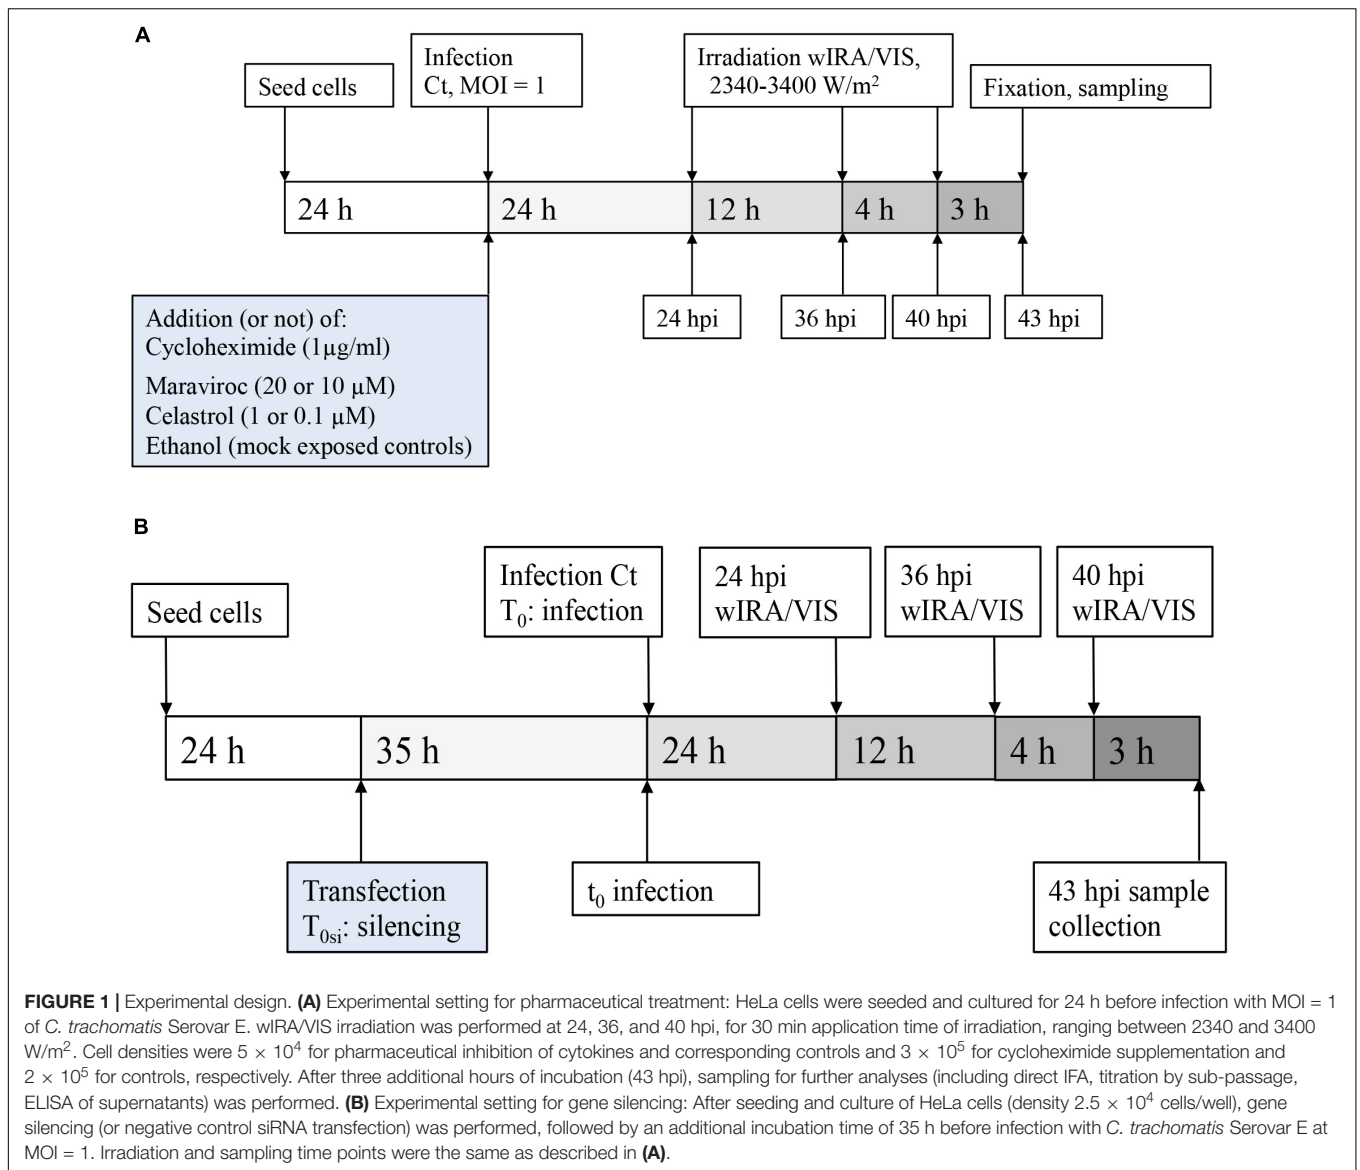 A
Seed cells
Infection
Ct, MOI = 1
Irradiation wIRA/VIS,
2340-3400 W/m²
Fixation, sampling
24 h
24 h
12 h
4 h
3 h
Addition (or not) of:
Cycloheximide (1µg/ml)
Maraviroc (20 or 10 µM)
Celastrol (1 or 0.1 µM)
Ethanol (mock exposed controls)
24 hpi
36 hpi
40 hpi
43 hpi
B
Seed cells
Infection Ct
T₀: infection
24 hpi
wIRA/VIS
36 hpi
wIRA/VIS
40 hpi
wIRA/VIS
24 h
35 h
24 h
12 h
4 h
3 h
Transfection
T₀ₛᵢ: silencing
t₀ infection
43 hpi sample
collection
FIGURE 1 | Experimental design. (A) Experimental setting for pharmaceutical treatment: HeLa cells were seeded and cultured for 24 h before infection with MOI = 1
of C. trachomatis Serovar E. wIRA/VIS irradiation was performed at 24, 36, and 40 hpi, for 30 min application time of irradiation, ranging between 2340 and 3400
W/m². Cell densities were 5 × 10⁴ for pharmaceutical inhibition of cytokines and corresponding controls and 3 × 10⁵ for cycloheximide supplementation and
2 × 10⁵ for controls, respectively. After three additional hours of incubation (43 hpi), sampling for further analyses (including direct IFA, titration by sub-passage,
ELISA of supernatants) was performed. (B) Experimental setting for gene silencing: After seeding and culture of HeLa cells (density 2.5 × 10⁴ cells/well), gene
silencing (or negative control siRNA transfection) was performed, followed by an additional incubation time of 35 h before infection with C. trachomatis Serovar E at
MOI = 1. Irradiation and sampling time points were the same as described in (A).